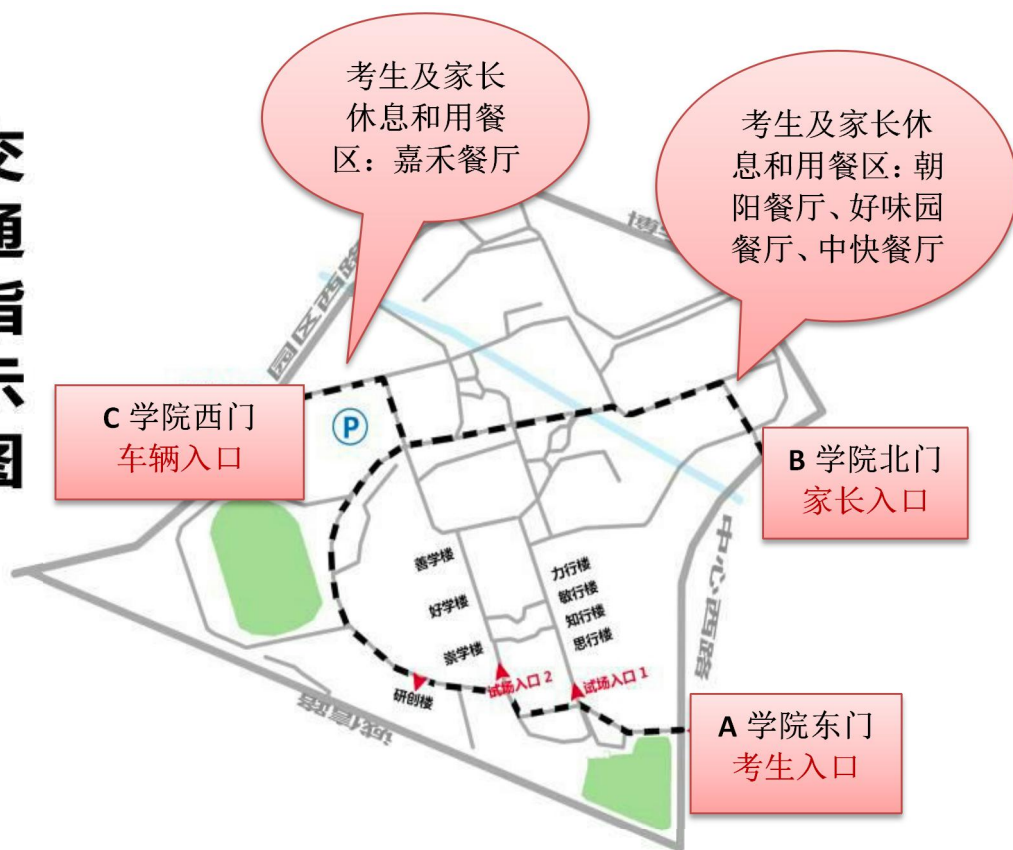 交通指示图
考生及家长
休息和用餐
区：嘉禾餐厅
考生及家长休
息和用餐区：朝
阳餐厅、好味园
餐厅、中快餐厅
园区西路
博学
C 学院西门
车辆入口
P
B 学院北门
家长入口
中心西路
善学楼
好学楼
崇学楼
力行楼
敏行楼
知行楼
思行楼
试场入口 2
试场入口 1
研创楼
诚信路
A 学院东门
考生入口